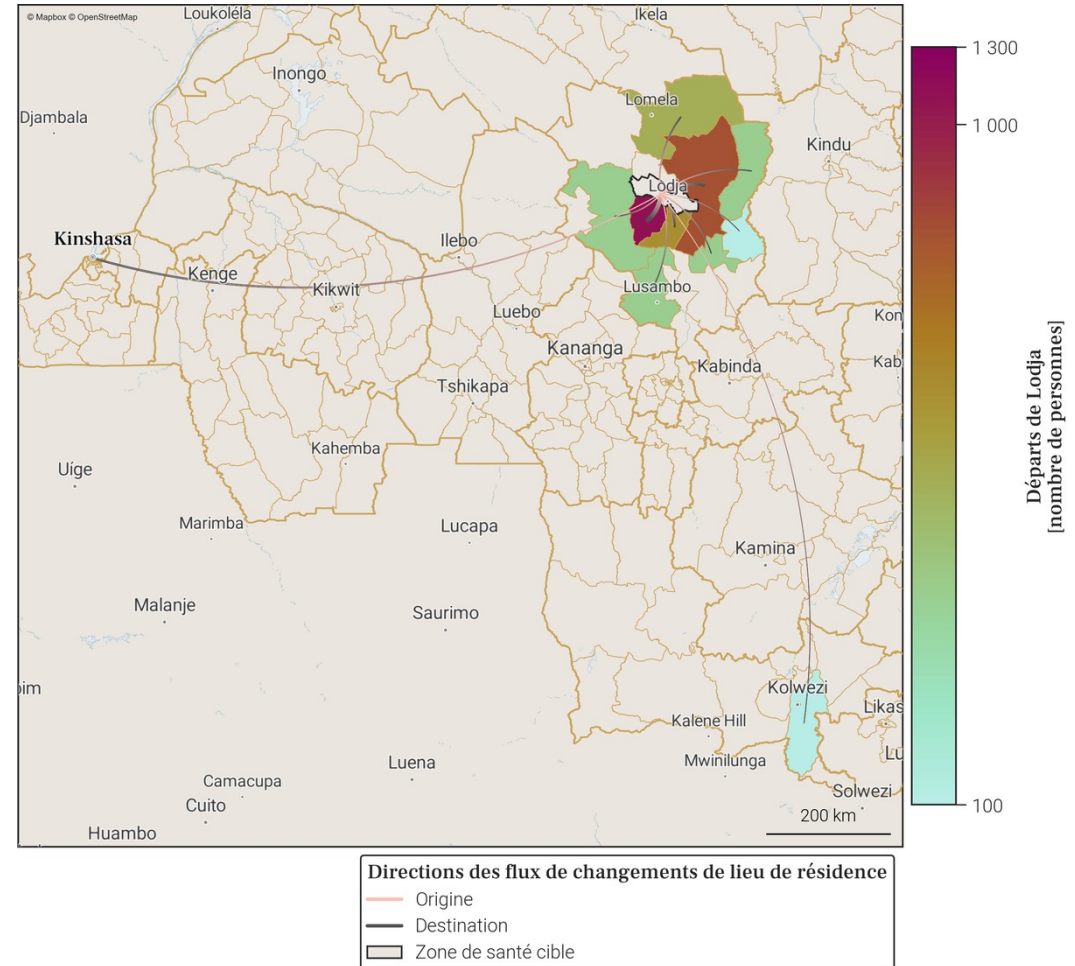 © Mapbox © OpenStreetMap
Loukoléla
Ikela
Inongo
Lomela
Djambala
Kindu
Lodja
Kinshasa
Ilebo
Kenge
Kikwit
Lusambo
Luebo
Kon
Kananga
Kabinda
Kab
Tshikapa
Kahemba
Uíge
Marimba
Lucapa
Kamina
Malanje
Saurimo
im
Kolwezi
Likas
Kalene Hill
Lu
Luena
Mwinilunga
Camacupa
Solwezi
Cuito
200 km
Huambo
1 300
1 000
100
Départs de Lodja
[nombre de personnes]
Directions des flux de changements de lieu de résidence
Origine
Destination
Zone de santé cible